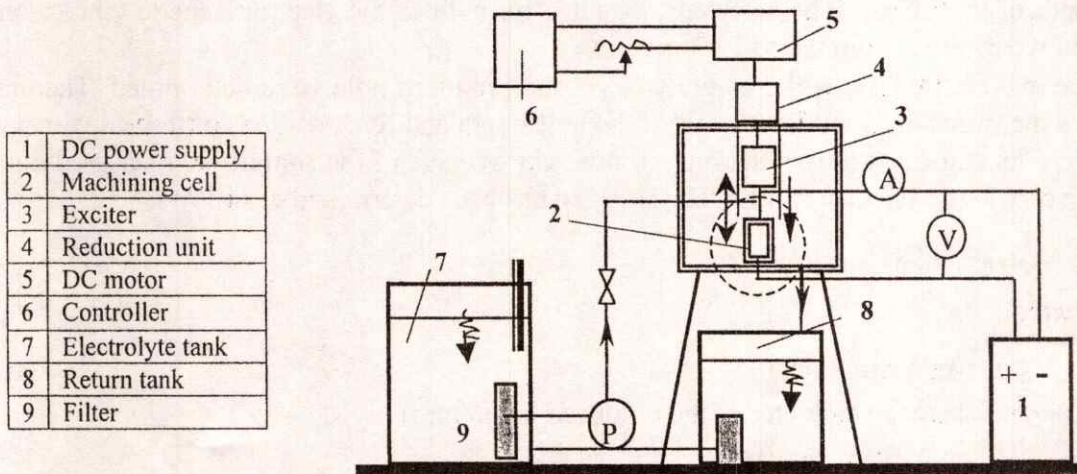 1 DC power supply
2 Machining cell
3 Exciter
4 Reduction unit
5 DC motor
6 Controller
7 Electrolyte tank
8 Return tank
9 Filter
5
4
6
3
A
2
V
7
8
+ -
1
9
P